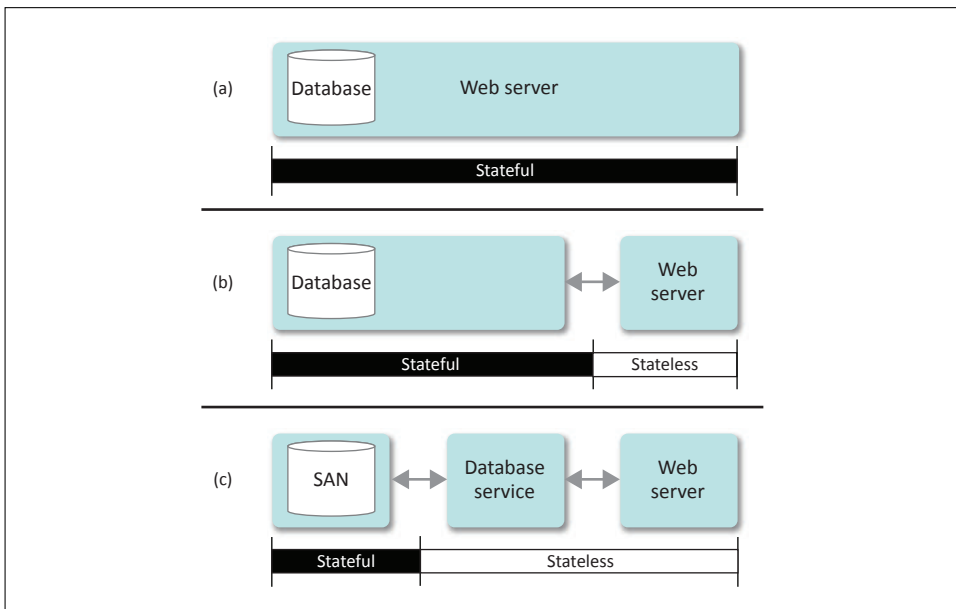 (a)
Database
Web server
Stateful
(b)
Database
Web
server
Stateful
Stateless
(c)
SAN
Database
service
Web
server
Stateful
Stateless